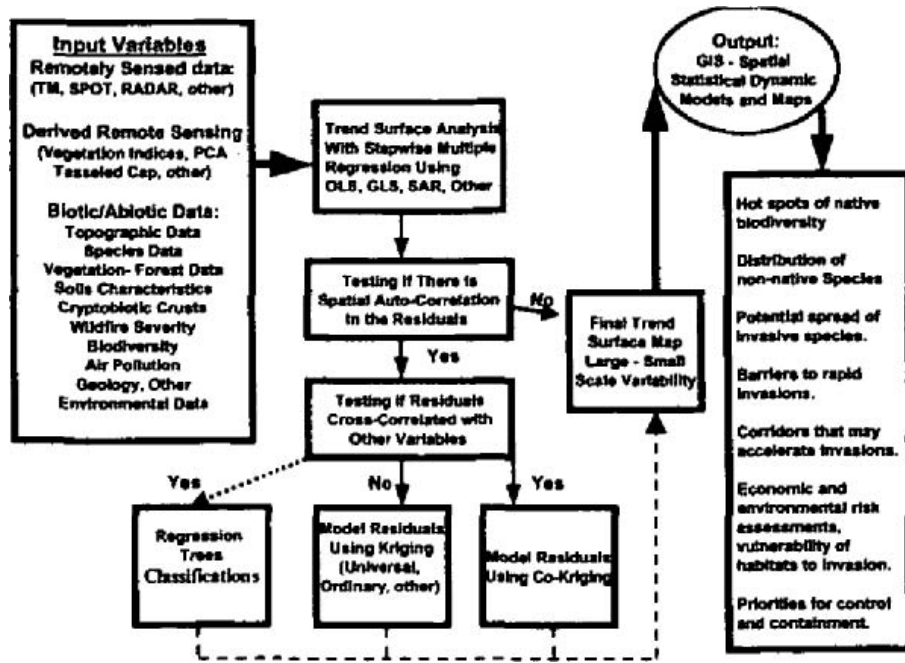 Input Variables
Remotely Sensed data:
(TM, SPOT, RADAR, other)
Derived Remote Sensing
(Vegetation Indices, PCA
Tasseled Cap, other)
Biotic/Abiotic Data:
Topographic Data
Species Data
Vegetation- Forest Data
Soils Characteristics
Cryptobiotic Crusts
Wildfire Severity
Biodiversity
Air Pollution
Geology, Other
Environmental Data
Trend Surface Analysis
With Stepwise Multiple
Regression Using
OLS, GLS, SAR, Other
Testing If There is
Spatial Auto-Correlation
In the Residuals
No
Yes
Testing if Residuals
Cross-Correlated with
Other Variables
Yes
No
Yes
Regression
Trees
Classifications
Model Residuals
Using Kriging
(Universal,
Ordinary, other)
Model Residuals
Using Co-Kriging
Final Trend
Surface Map
Large - Small
Scale Variability
Output:
GIS - Spatial
Statistical Dynamic
Models and Maps
Hot spots of native
biodiversity
Distribution of
non-native Species
Potential spread of
invasive species.
Barriers to rapid
invasions.
Corridors that may
accelerate invasions.
Economic and
environmental risk
assessments,
vulnerability of
habitats to invasion.
Priorities for control
and containment.